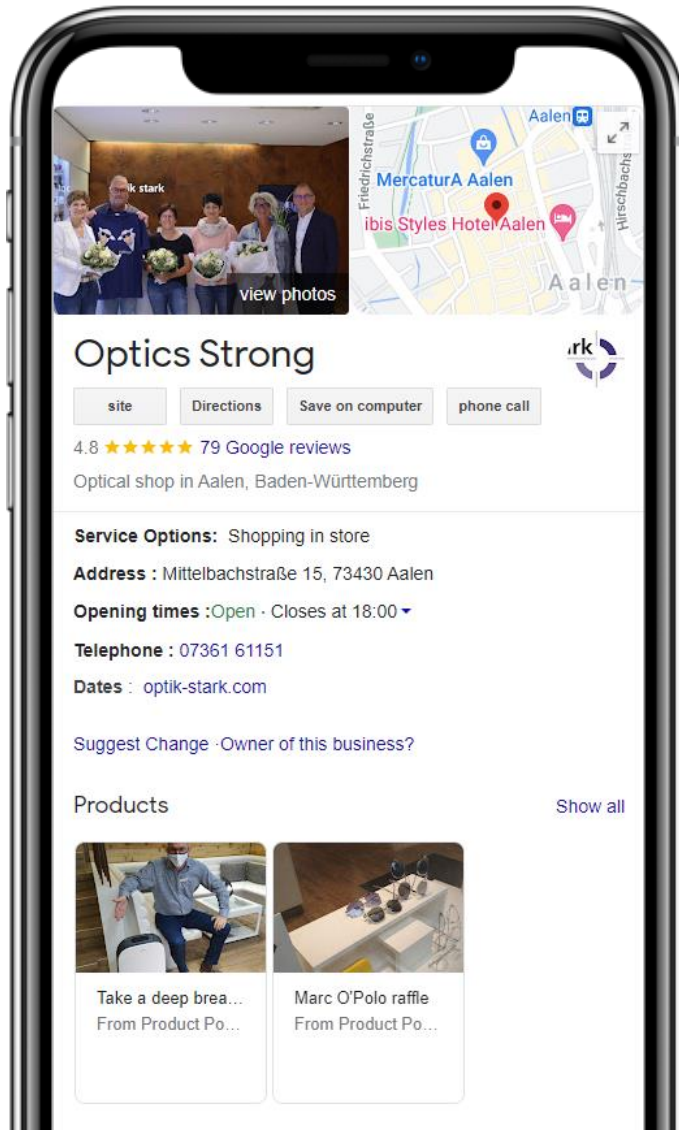 k stark
view photos
Friedrichstraße
Aalen
MercaturA Aalen
ibis Styles Hotel Aalen
Aalen
Optics Strong
site
Directions
Save on computer
phone call
4.8 ★★★★★ 79 Google reviews
Optical shop in Aalen, Baden-Württemberg
Service Options: Shopping in store
Address : Mittelbachstraße 15, 73430 Aalen
Opening times :Open · Closes at 18:00
Telephone : 07361 61151
Dates : optik-stark.com
Suggest Change ·Owner of this business?
Products
Show all
Take a deep brea...
From Product Po...
Marc O'Polo raffle
From Product Po...